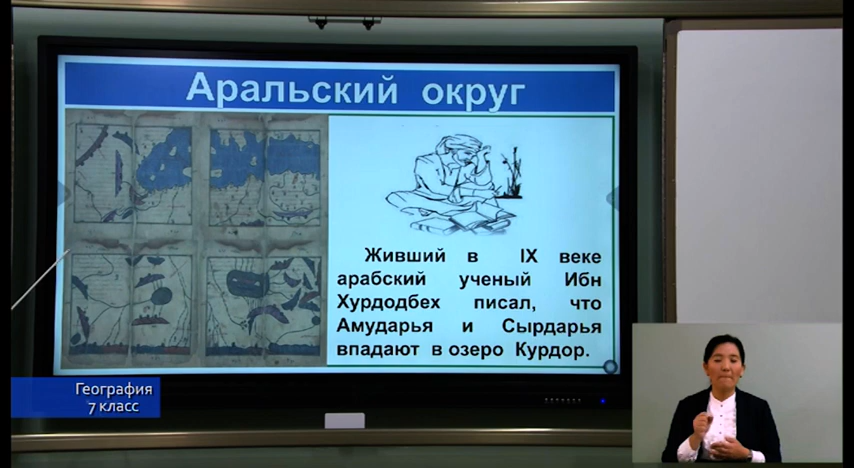 Аральский округ
Живший в IX веке
арабский ученый Ибн
Хурдодбех писал, что
Амударья и Сырдарья
впадают в озеро Курдор.
География
7 класс